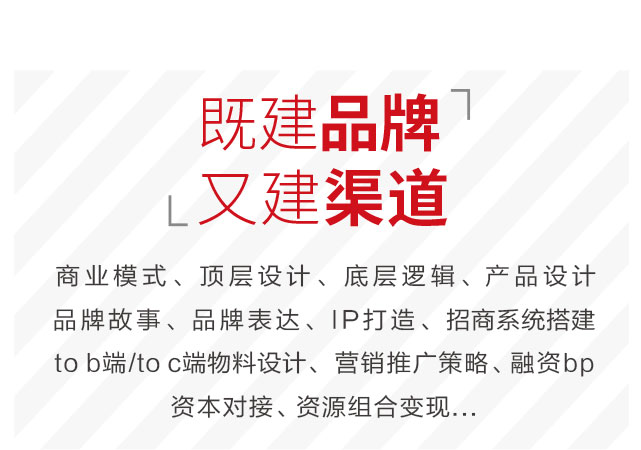 既建品牌
又建渠道
商业模式、顶层设计、底层逻辑、产品设计
品牌故事、品牌表达、IP打造、招商系统搭建
to b端/to c端物料设计、营销推广策略、融资bp
资本对接、资源组合变现...